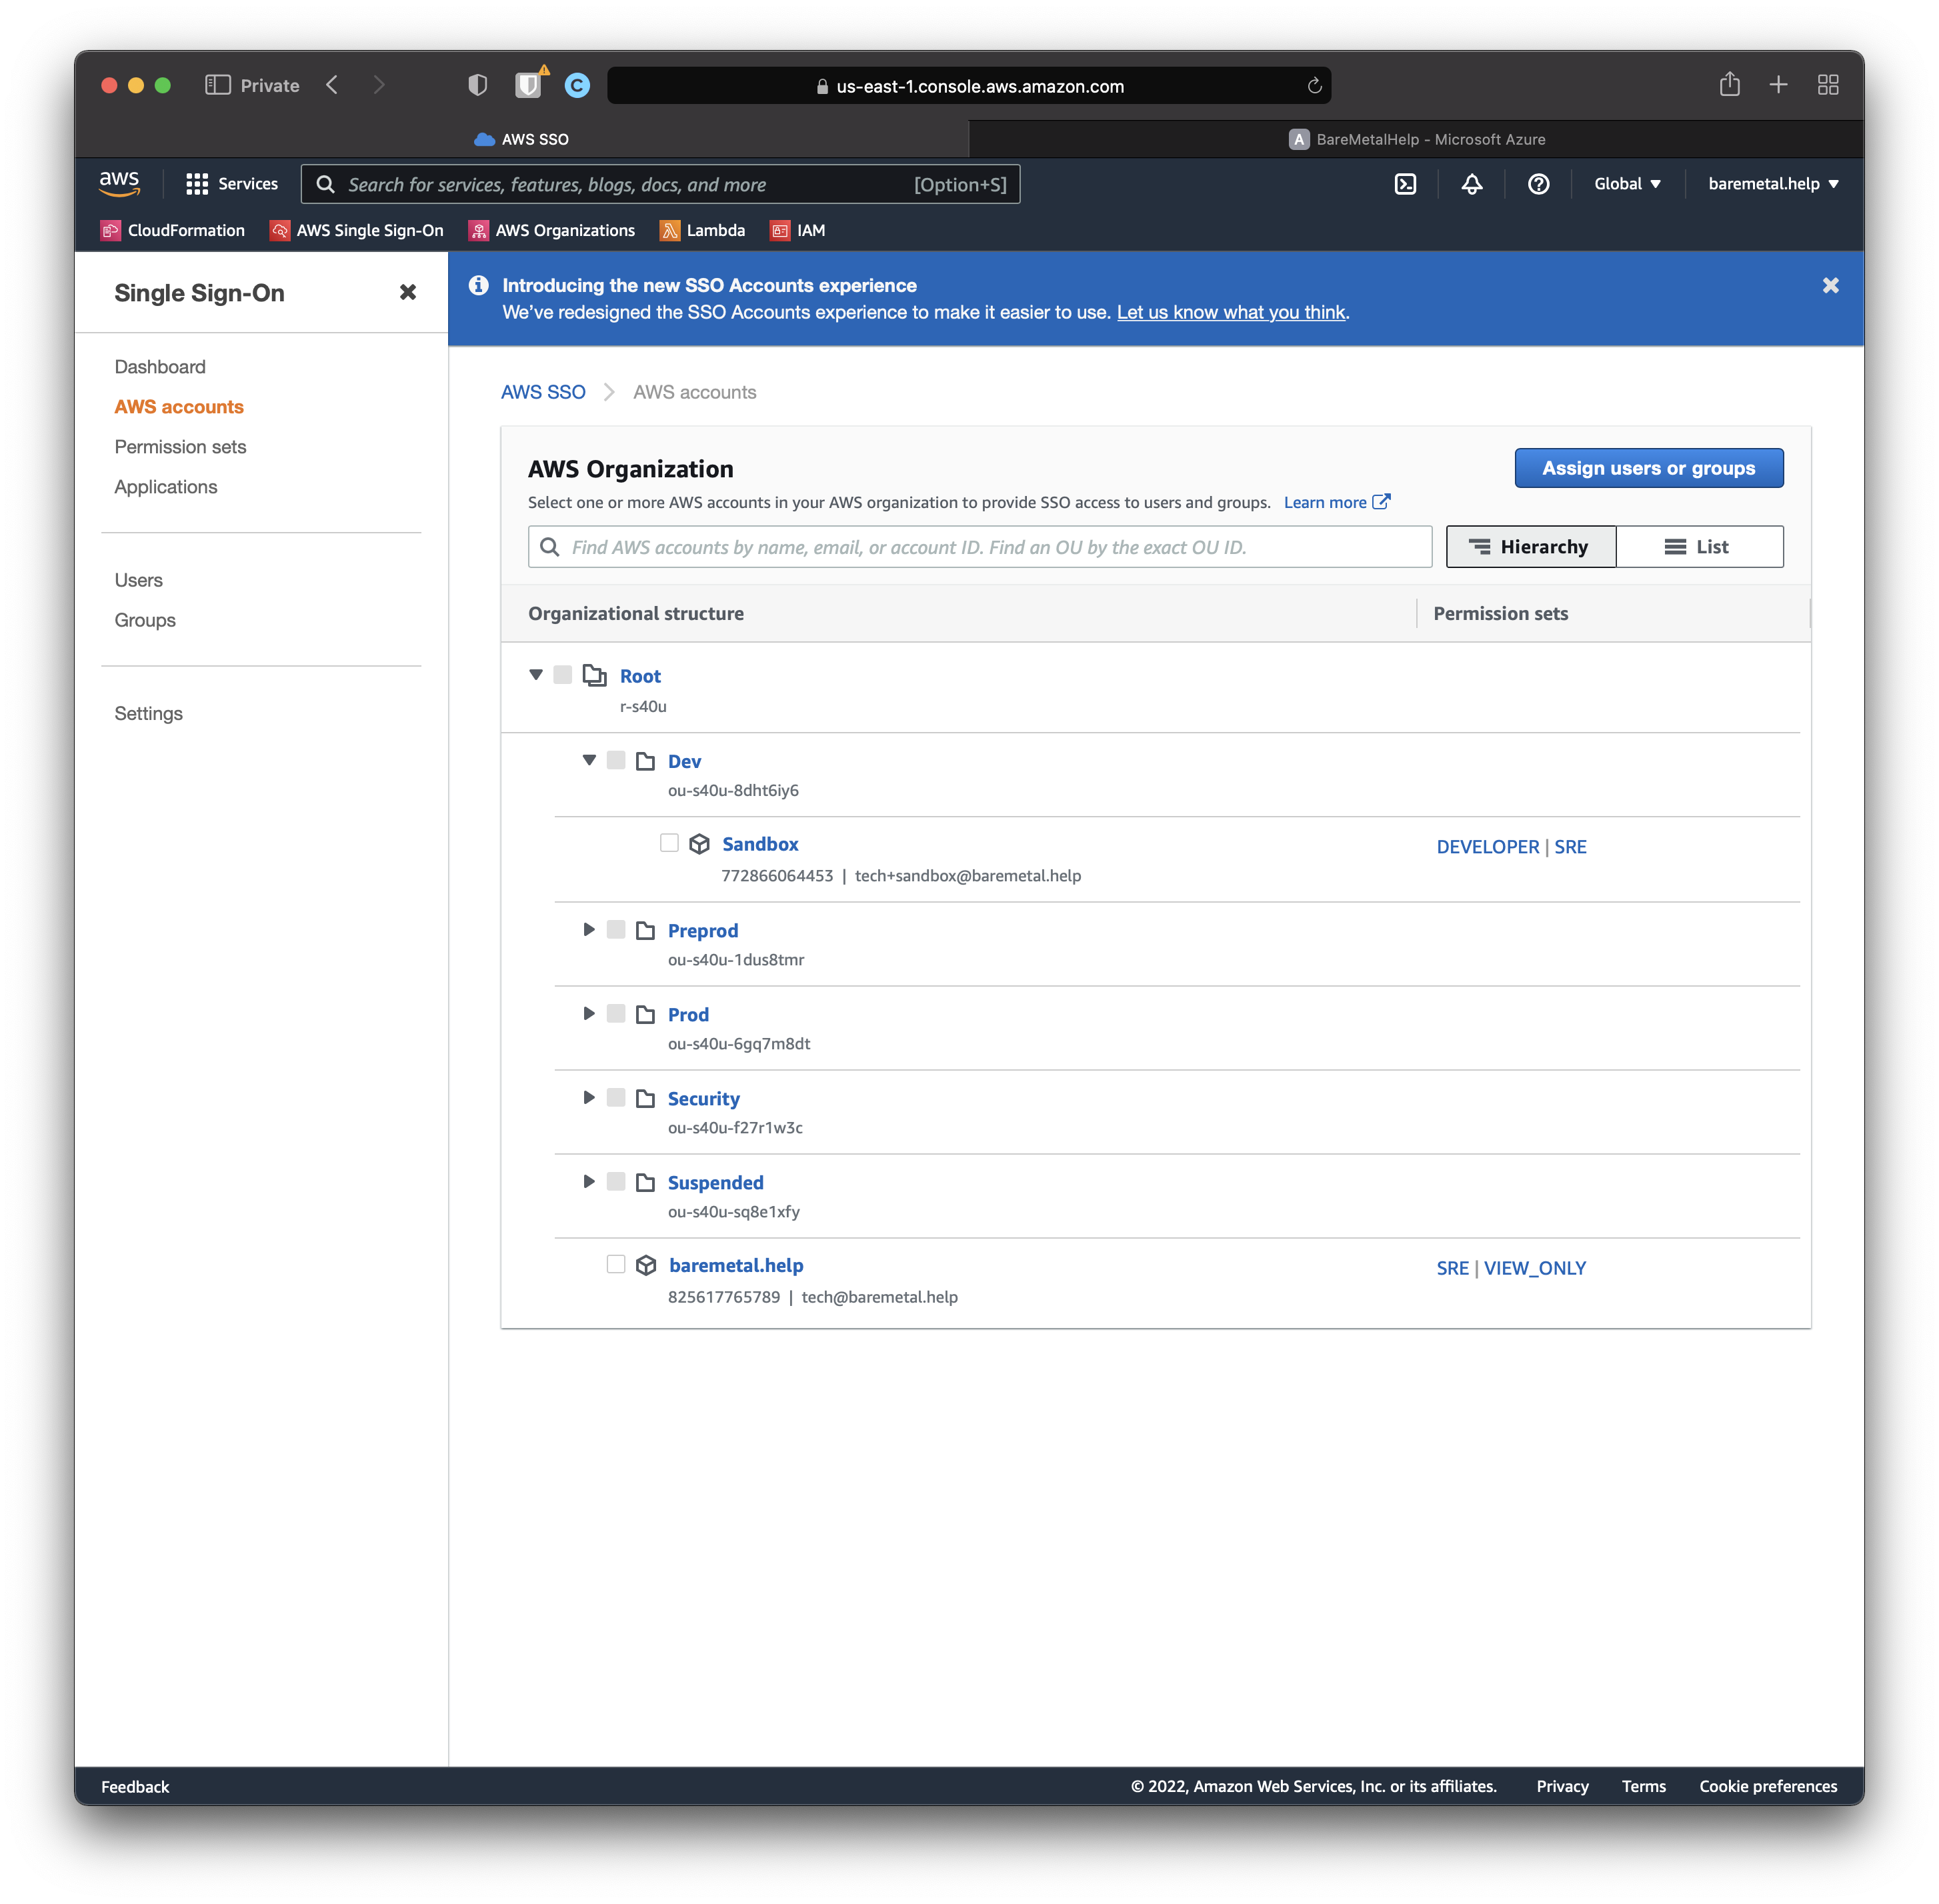 Private
us-east-1.console.aws.amazon.com
AWS SSO
A BareMetalHelp - Microsoft Azure
aws
Services
Search for services, features, blogs, docs, and more [Option+S]
Global
baremetal.help
CloudFormation
AWS Single Sign-On
AWS Organizations
Lambda
IAM
Single Sign-On
Dashboard
AWS accounts
Permission sets
Applications
Users
Groups
Settings
Introducing the new SSO Accounts experience
We've redesigned the SSO Accounts experience to make it easier to use. Let us know what you think.
AWS SSO > AWS accounts
AWS Organization
Assign users or groups
Select one or more AWS accounts in your AWS organization to provide SSO access to users and groups. Learn more
Find AWS accounts by name, email, or account ID. Find an OU by the exact OU ID.
Hierarchy
List
Organizational structure
Permission sets
Root
r-s40u
Dev
ou-s40u-8dht6iy6
Sandbox
DEVELOPER | SRE
772866064453 | tech+sandbox@baremetal.help
Preprod
ou-s40u-1dus8tmr
Prod
ou-s40u-6gq7m8dt
Security
ou-s40u-f27r1w3c
Suspended
ou-s40u-sq8e1xfy
baremetal.help
SRE | VIEW_ONLY
825617765789 | tech@baremetal.help
Feedback
© 2022, Amazon Web Services, Inc. or its affiliates.
Privacy
Terms
Cookie preferences